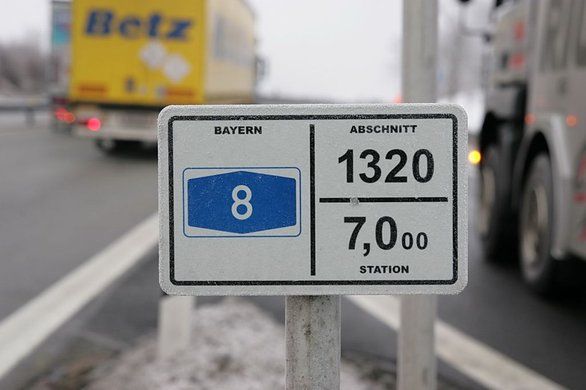 Betz
BAYERN
8
ABSCHNITT
1320
7,000
STATION